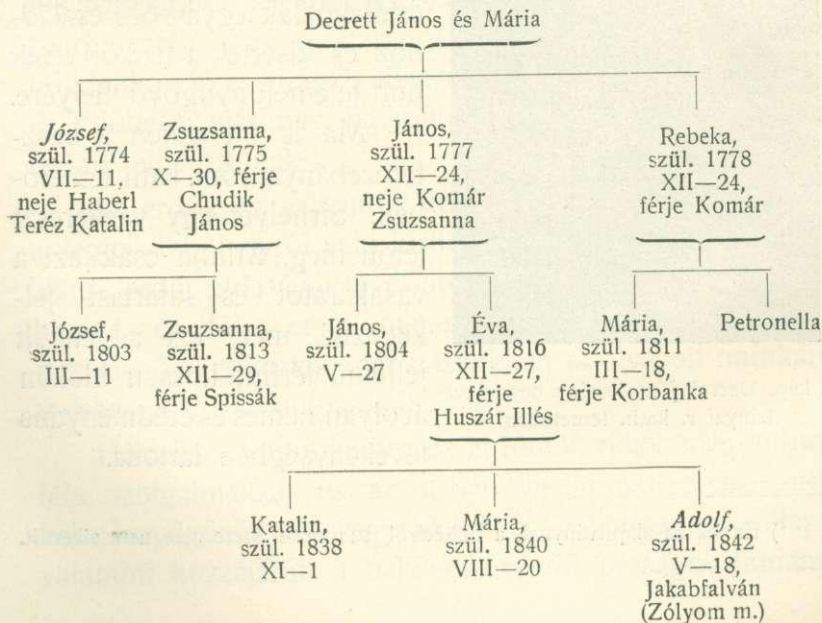 Decrett János és Mária
József,
szül. 1774
VII—11,
neje Haberl
Teréz Katalin
Zsuzsanna,
szül. 1775
X—30, férje
Chudik
János
János,
szül. 1777
XII—24,
neje Komár
Zsuzsanna
Rebeka,
szül. 1778
XII—24,
férje Komár
József,
szül. 1803
III—11
Zsuzsanna,
szül. 1813
XII—29,
férje Spissák
János,
szül. 1804
V—27
Éva,
szül. 1816
XII—27,
férje
Huszár Illés
Mária,
szül. 1811
III—18,
férje Korbanka
Petronella
Katalin,
szül. 1838
XI—1
Mária,
szül. 1840
VIII—20
Adolf,
szül. 1842
V—18,
Jakabfalván
(Zólyom m.)